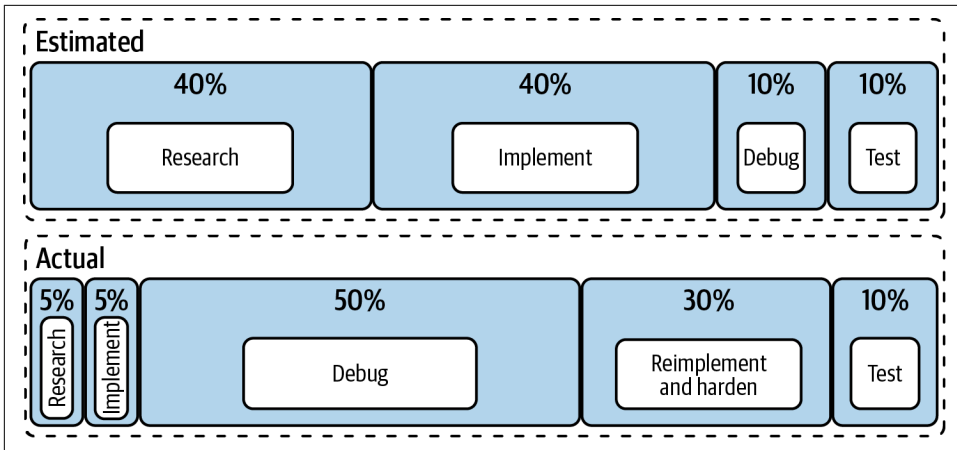 Estimated
40% 40% 10% 10%
Research Implement Debug Test
Actual
5% 5% 50% 30% 10%
Research Implement Debug Reimplement
and harden Test